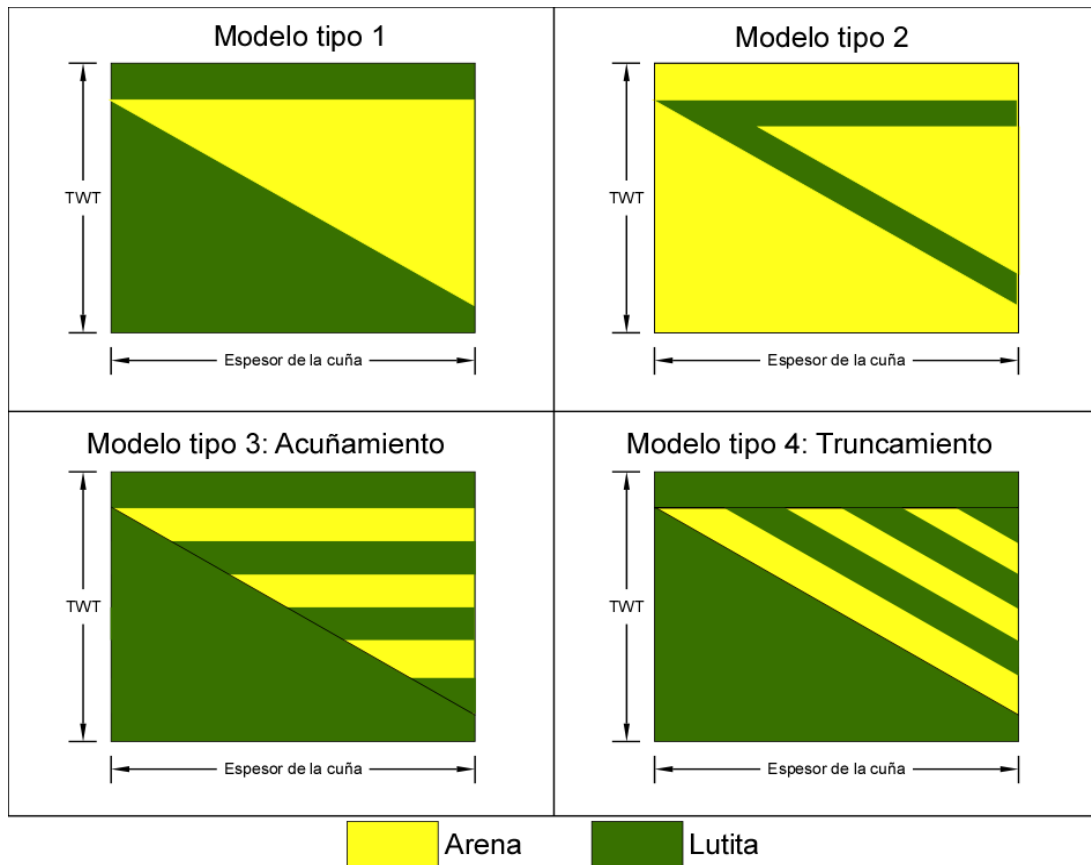 Modelo tipo 1
TWT
Espesor de la cuña
Modelo tipo 2
TWT
Espesor de la cuña
Modelo tipo 3: Acuñamiento
TWT
Espesor de la cuña
Modelo tipo 4: Truncamiento
TWT
Espesor de la cuña
Arena
Lutita